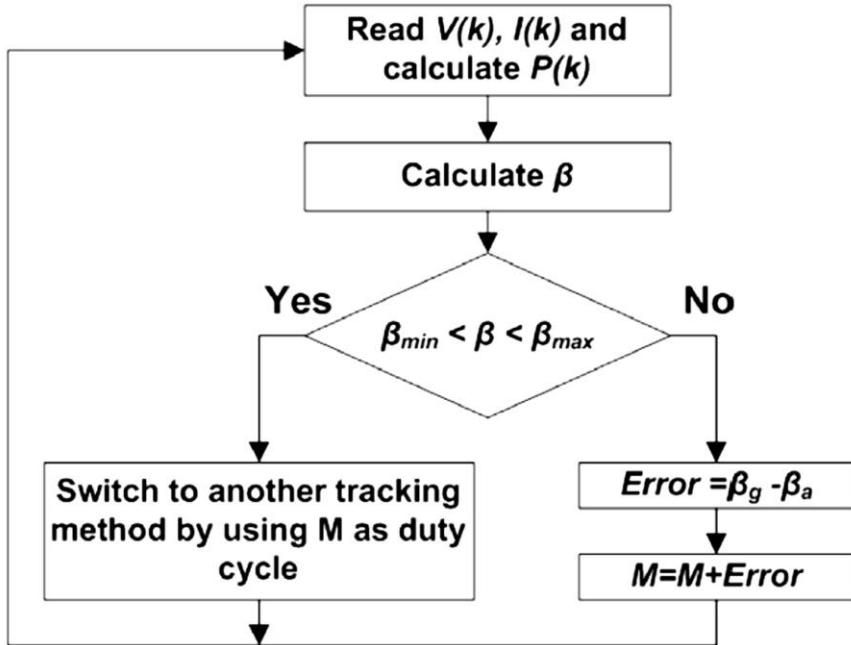 Read V(k), I(k) and
calculate P(k)
Calculate β
Yes
No
βmin < β < βmax
Switch to another tracking
method by using M as duty
cycle
Error =βg -βa
M=M+Error